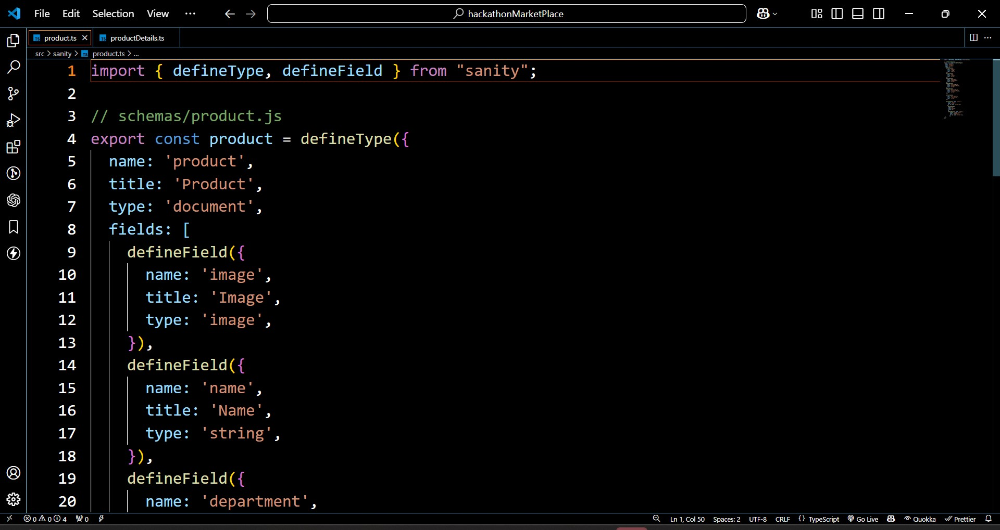 File Edit Selection View ··· hackathonMarketPlace
product.ts productDetails.ts
src > sanity > product.ts > ...
1 import { defineType, defineField } from "sanity";
2
3 // schemas/product.js
4 export const product = defineType({
5 name: 'product',
6 title: 'Product',
7 type: 'document',
8 fields: [
9 defineField({
10 name: 'image',
11 title: 'Image',
12 type: 'image',
13 }),
14 defineField({
15 name: 'name',
16 title: 'Name',
17 type: 'string',
18 }),
19 defineField({
20 name: 'department',
0 0 4 0 Ln 1, Col 50 Spaces: 2 UTF-8 CRLF {} TypeScript Go Live Quokka Prettier